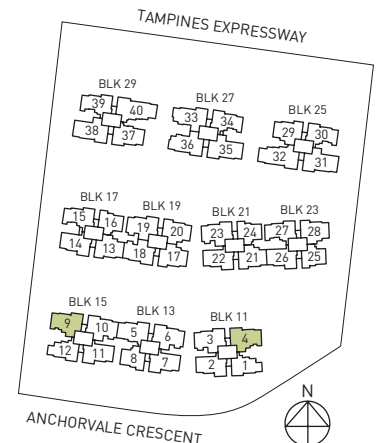 TAMPINES EXPRESSWAY
BLK 29
39 40
38 37
BLK 27
33 34
36 35
BLK 25
29 30
32 31
BLK 17
15 16
14 13
BLK 19
19 20
18 17
BLK 21
23 24
22 21
BLK 23
27 28
26 25
BLK 15
9 10
12 11
BLK 13
5 6
8 7
BLK 11
3 4
2 1
N
ANCHORVALE CRESCENT